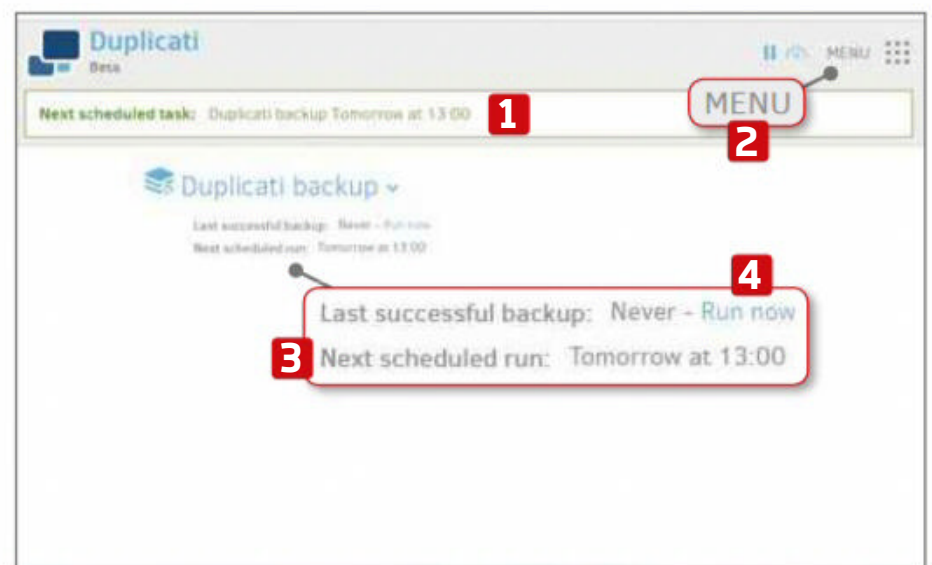 Duplicati
Beta
MENU
Next scheduled task: Duplicati backup Tomorrow at 13:00
1
MENU
2
Duplicati backup
Last successful backup: Never - Run now
Next scheduled run: Tomorrow at 13:00
4
Last successful backup: Never - Run now
3
Next scheduled run: Tomorrow at 13:00